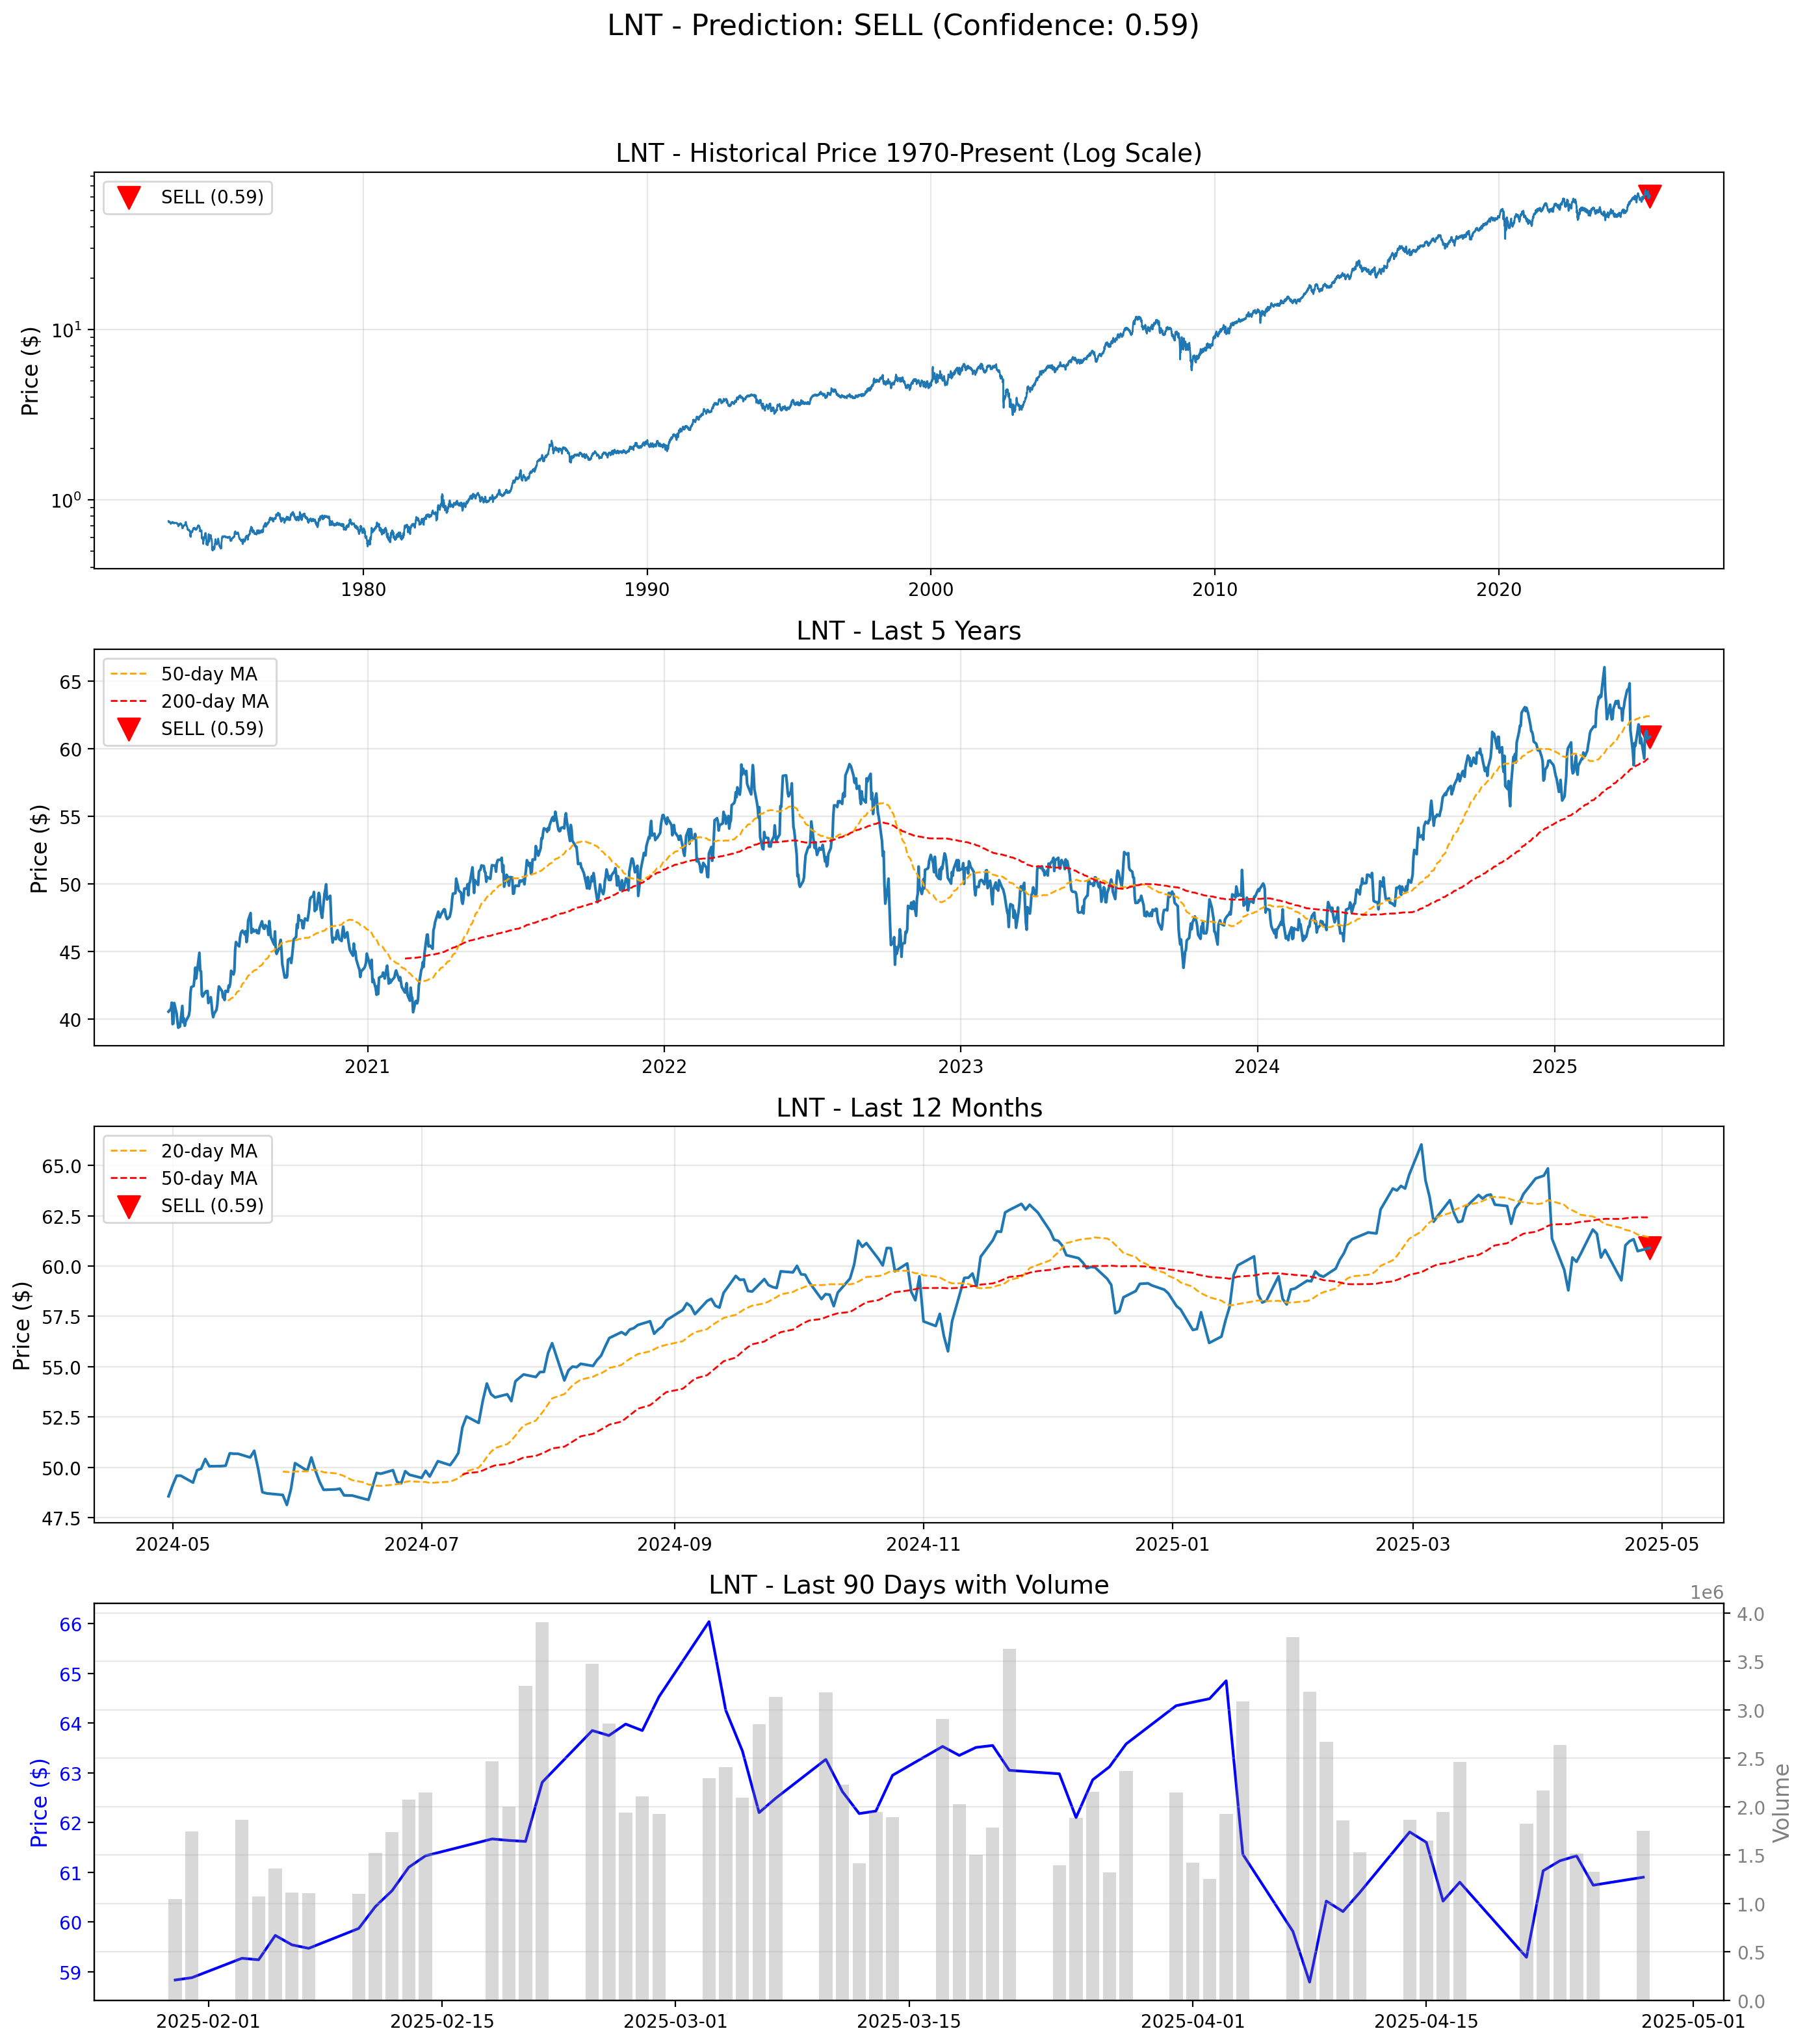 LNT - Prediction: SELL (Confidence: 0.59)
LNT - Historical Price 1970-Present (Log Scale)
SELL (0.59)
Price ($)
10¹
10⁰
1980 1990 2000 2010 2020
LNT - Last 5 Years
50-day MA
200-day MA
SELL (0.59)
Price ($)
65
60
55
50
45
40
2021 2022 2023 2024 2025
LNT - Last 12 Months
20-day MA
50-day MA
SELL (0.59)
Price ($)
65.0
62.5
60.0
57.5
55.0
52.5
50.0
47.5
2024-05 2024-07 2024-09 2024-11 2025-01 2025-03 2025-05
LNT - Last 90 Days with Volume
1e6
Price ($)
66
65
64
63
62
61
60
59
4.0
3.5
3.0
2.5
2.0
1.5
1.0
0.5
0.0
Volume
2025-02-01 2025-02-15 2025-03-01 2025-03-15 2025-04-01 2025-04-15 2025-05-01